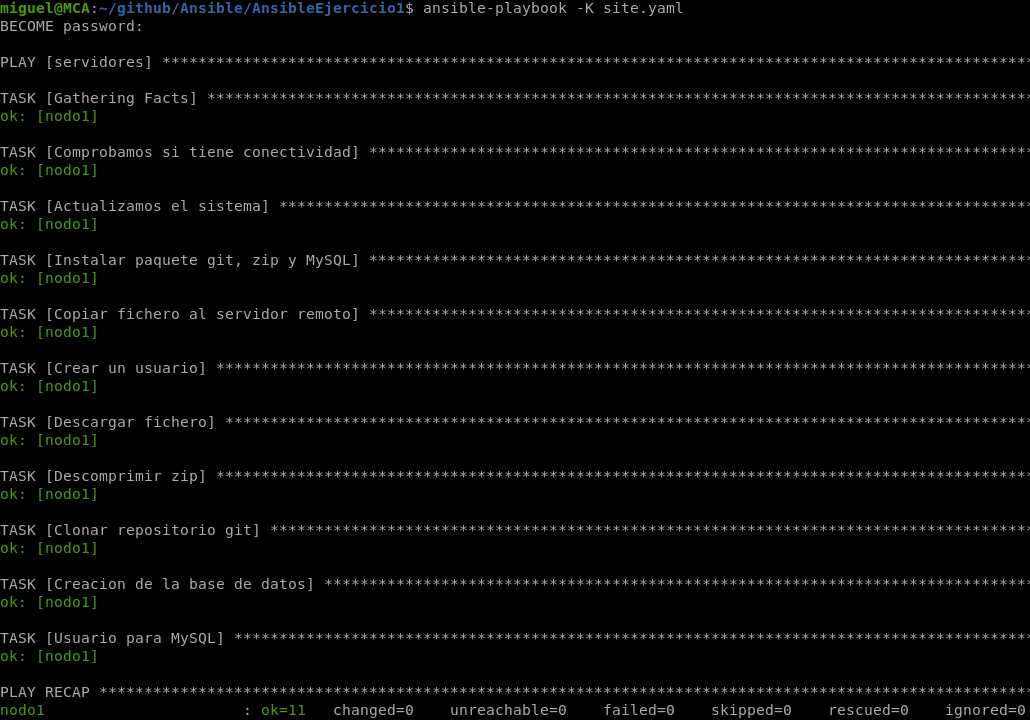 miguel@MCA:~/github/Ansible/AnsibleEjercicio1$ ansible-playbook -K site.yaml
BECOME password:
PLAY [servidores] ************************************************************************************************
TASK [Gathering Facts] *******************************************************************************************
ok: [nodo1]
TASK [Comprobamos si tiene conectividad] *************************************************************************
ok: [nodo1]
TASK [Actualizamos el sistema] ***********************************************************************************
ok: [nodo1]
TASK [Instalar paquete git, zip y MySQL] *************************************************************************
ok: [nodo1]
TASK [Copiar fichero al servidor remoto] *************************************************************************
ok: [nodo1]
TASK [Crear un usuario] ******************************************************************************************
ok: [nodo1]
TASK [Descargar fichero] *****************************************************************************************
ok: [nodo1]
TASK [Descomprimir zip] ******************************************************************************************
ok: [nodo1]
TASK [Clonar repositorio git] ************************************************************************************
ok: [nodo1]
TASK [Creacion de la base de datos] ******************************************************************************
ok: [nodo1]
TASK [Usuario para MySQL] ****************************************************************************************
ok: [nodo1]
PLAY RECAP *******************************************************************************************************
nodo1                      : ok=11   changed=0    unreachable=0    failed=0    skipped=0    rescued=0    ignored=0